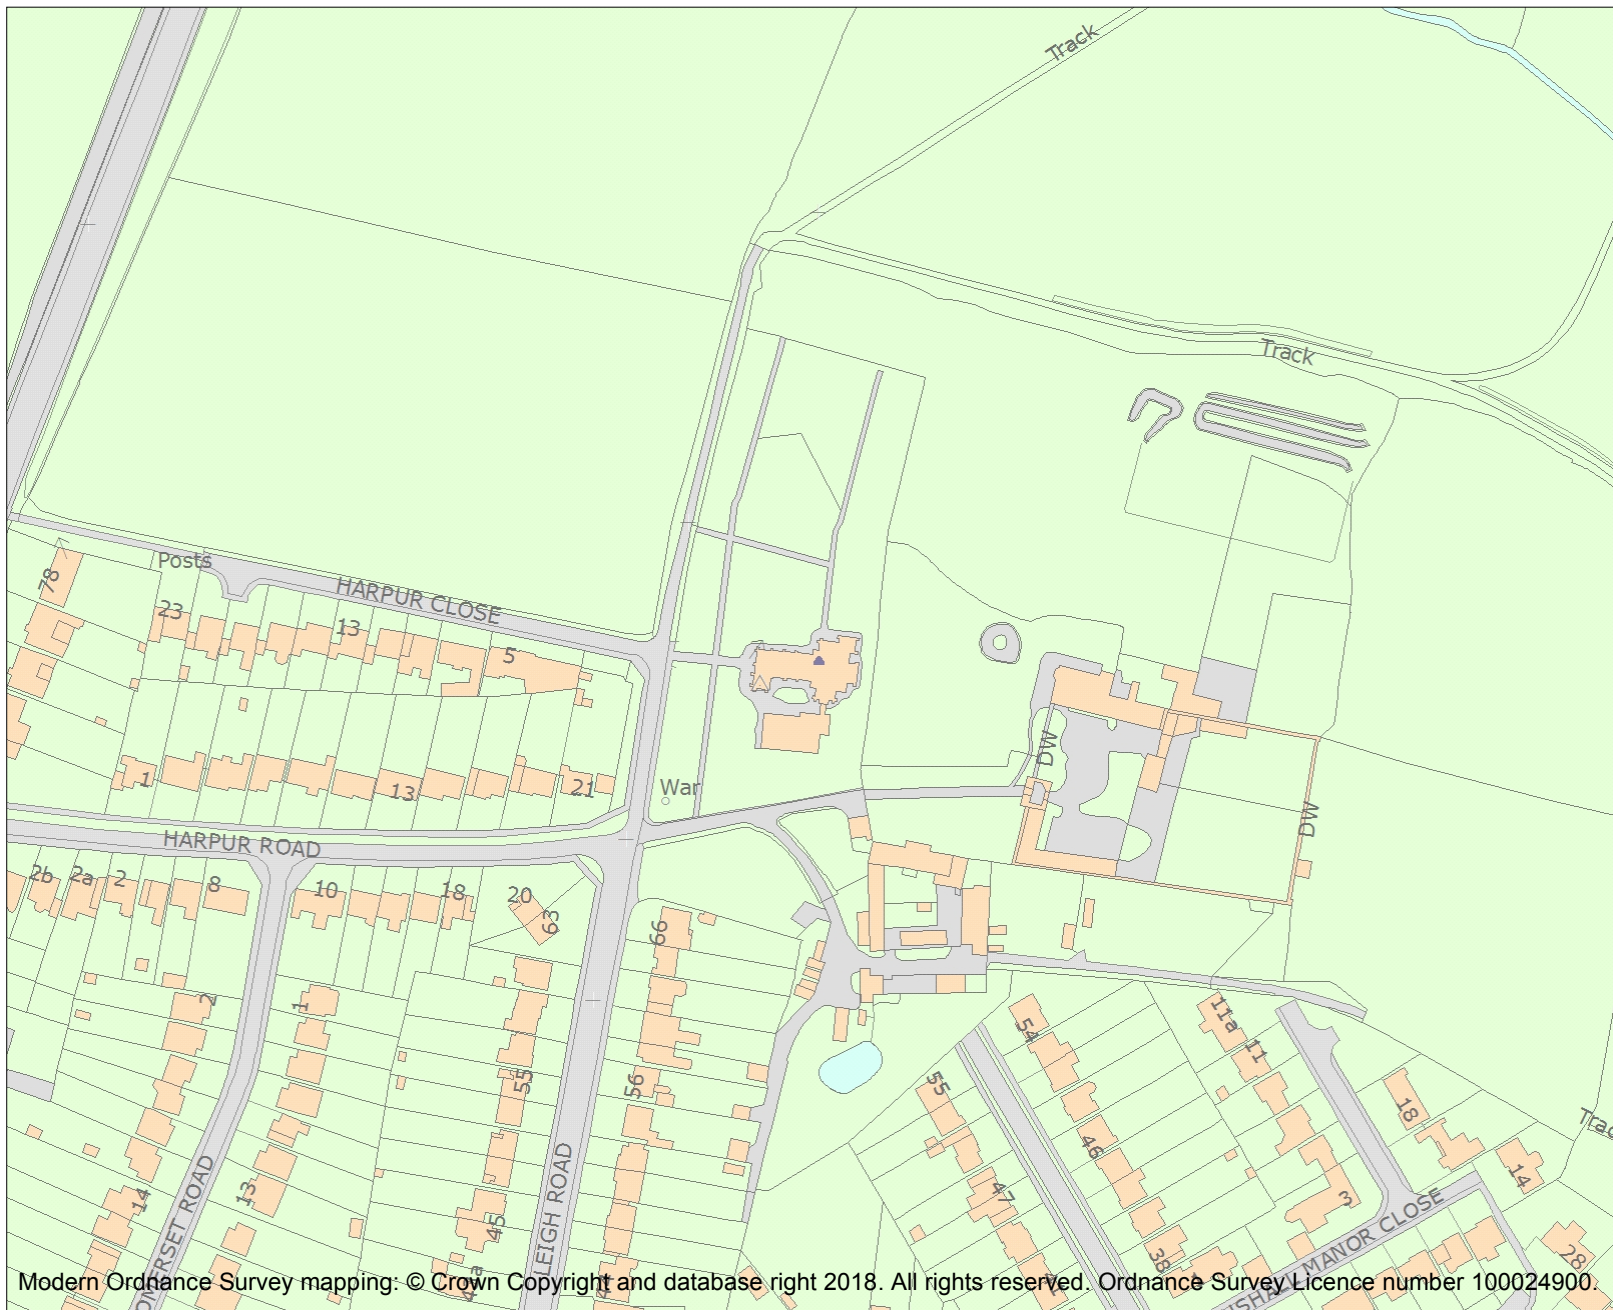 Track
Track
Posts
HARPUR CLOSE
78
23
13
5
DW
War
1
13
21
DW
HARPUR ROAD
2b
2a
2
8
10
18
20
63
66
2
1
11a
11
54
55
56
55
18
46
14
14
13
47
3
45
LEIGH ROAD
SHALL MANOR CLOSE
38
28
OMERSET ROAD
Modern Ordnance Survey mapping: © Crown Copyright and database right 2018. All rights reserved. Ordnance Survey Licence number 100024900.